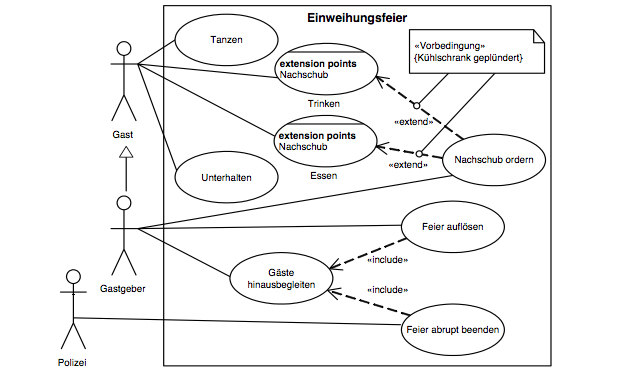 Einweihungsfeier
Tanzen
«Vorbedingung»
{Kühlschrank geplündert}
extension points
Nachschub
Trinken
«extend»
Gast
extension points
Nachschub
Essen
«extend»
Nachschub ordern
Unterhalten
Feier auflösen
«include»
Gäste
hinausbegleiten
Gastgeber
«include»
Feier abrupt beenden
Polizei